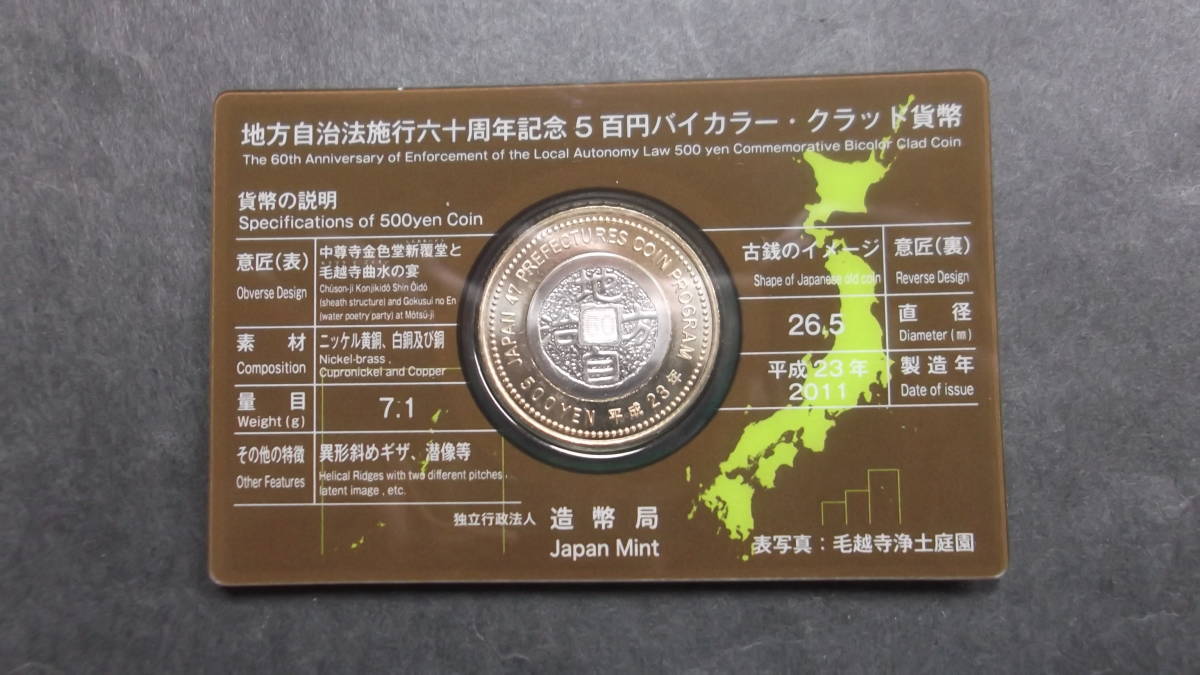 地方自治法施行六十周年記念5百円バイカラー・クラッド貨幣
The 60th Anniversary of Enforcement of the Local Autonomy Law 500 yen Commemorative Bicolor Clad Coin
貨幣の説明
Specifications of 500yen Coin
意匠(表)
Obverse Design
中尊寺金色堂新覆堂と
毛越寺曲水の宴
Chūson-ji Konjikidō Shin Ōidō
(sheath structure) and Gokusui no En
(water poetry party) at Mōtsū-ji
素材
Composition
ニッケル黄銅、白銅及び銅
Nickel-brass,
Cupronickel and Copper
量目
Weight (g)
7.1
その他の特徴
Other Features
異形斜めギザ、潜像等
Helical Ridges with two different pitches,
latent image, etc.
JAPAN 47 PREFECTURES COIN PROGRAM
500YEN 平成23年
地
六
自
治
古銭のイメージ
Shape of Japanese old coin
意匠(裏)
Reverse Design
26.5
直径
Diameter (㎜)
平成23年
2011
製造年
Date of issue
独立行政法人 造幣局
Japan Mint
表写真:毛越寺浄土庭園